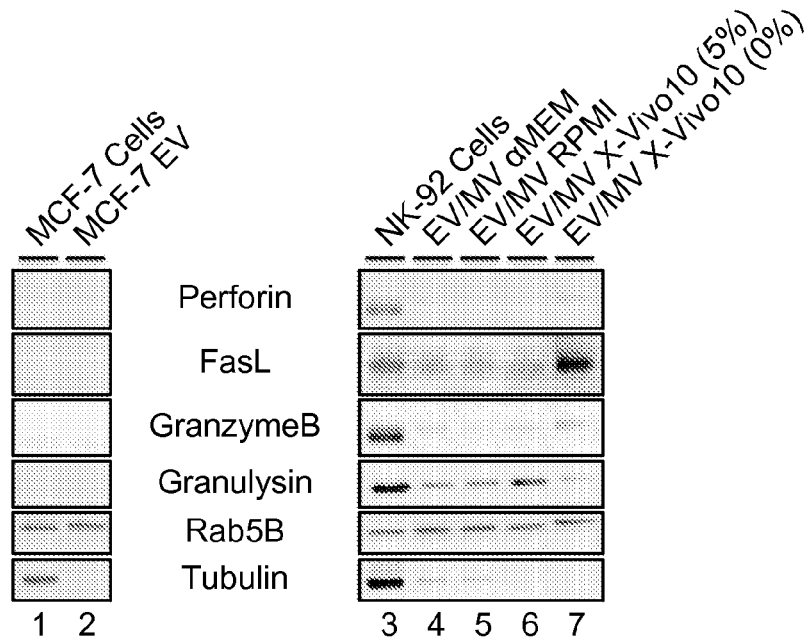 MCF-7 Cells
MCF-7 EV
NK-92 Cells
EV/MV αMEM
EV/MV RPMI
EV/MV X-Vivo10 (5%)
EV/MV X-Vivo10 (0%)
Perforin
FasL
GranzymeB
Granulysin
Rab5B
Tubulin
1 2 3 4 5 6 7